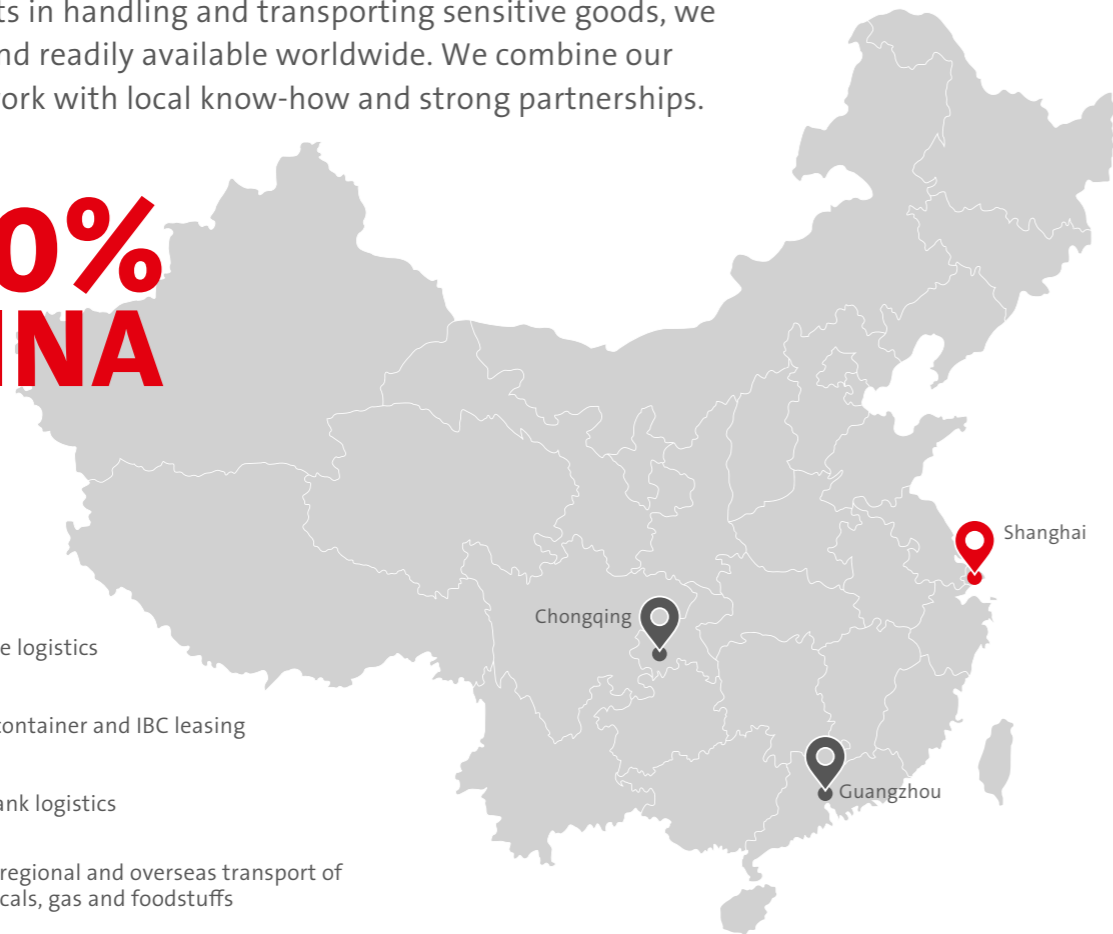 ts in handling and transporting sensitive goods, we
nd readily available worldwide. We combine our
ork with local know-how and strong partnerships.
0%
INA
Shanghai
Chongqing
e logistics
ontainer and IBC leasing
Guangzhou
ank logistics
regional and overseas transport of
cals, gas and foodstuffs